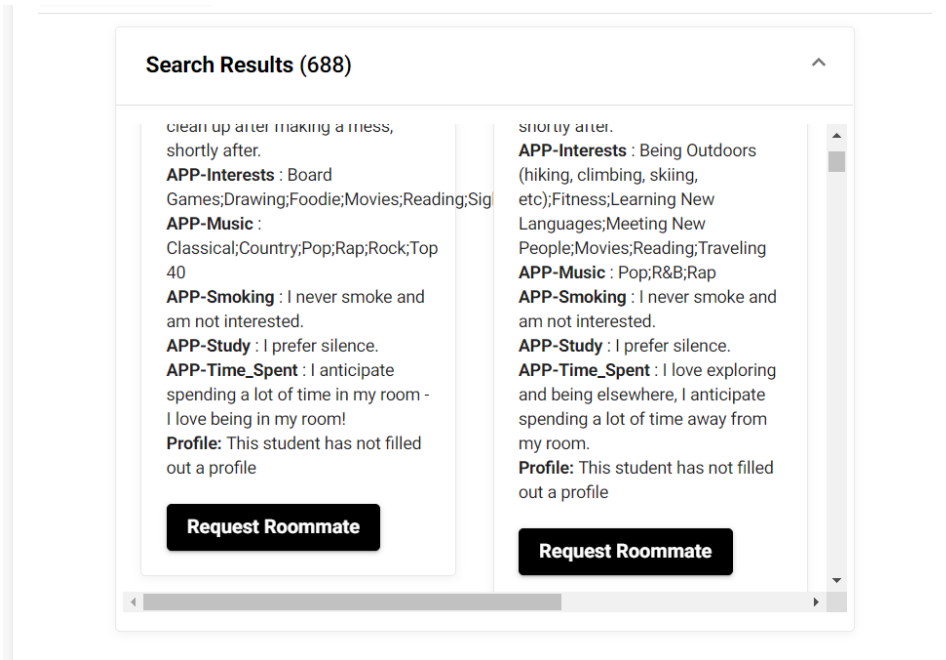 Search Results (688)
clean up after making a mess,
shortly after.
APP-Interests : Board
Games;Drawing;Foodie;Movies;Reading;Sig
APP-Music :
Classical;Country;Pop;Rap;Rock;Top
40
APP-Smoking : I never smoke and
am not interested.
APP-Study : I prefer silence.
APP-Time_Spent : I anticipate
spending a lot of time in my room -
I love being in my room!
Profile: This student has not filled
out a profile
Request Roommate
shortly after.
APP-Interests : Being Outdoors
(hiking, climbing, skiing,
etc);Fitness;Learning New
Languages;Meeting New
People;Movies;Reading;Traveling
APP-Music : Pop;R&B;Rap
APP-Smoking : I never smoke and
am not interested.
APP-Study : I prefer silence.
APP-Time_Spent : I love exploring
and being elsewhere, I anticipate
spending a lot of time away from
my room.
Profile: This student has not filled
out a profile
Request Roommate